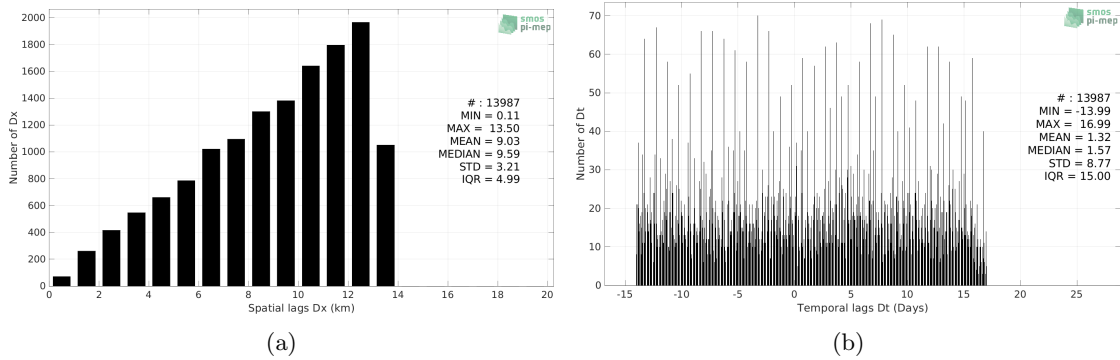 2000
1800
1600
1400
1200
1000
800
600
400
200
0
Number of Dx
smos
pi-mep
# : 13987
MIN = 0.11
MAX = 13.50
MEAN = 9.03
MEDIAN = 9.59
STD = 3.21
IQR = 4.99
0 2 4 6 8 10 12 14 16 18 20
Spatial lags Dx (km)
(a)
70
60
50
40
30
20
10
0
Number of Dt
smos
pi-mep
# : 13987
MIN = -13.99
MAX = 16.99
MEAN = 1.32
MEDIAN = 1.57
STD = 8.77
IQR = 15.00
-15 -10 -5 0 5 10 15 20 25
Temporal lags Dt (Days)
(b)